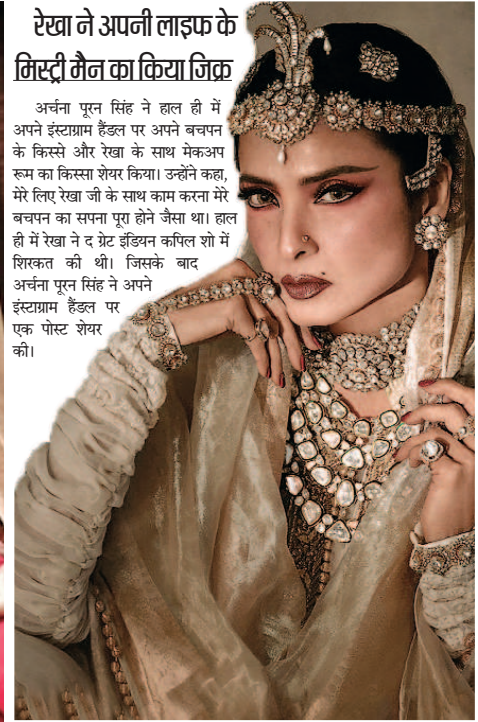 रेखा ने अपनी लाइफ के
मिस्ट्री मैन का किया जिक्र
अर्चना पूरन सिंह ने हाल ही में
अपने इंस्टाग्राम हैंडल पर अपने बचपन
के किस्से और रेखा के साथ मेकअप
रूम का किस्सा शेयर किया। उन्होंने कहा,
मेरे लिए रेखा जी के साथ काम करना मेरे
बचपन का सपना पूरा होने जैसा था। हाल
ही में रेखा ने द ग्रेट इंडियन कपिल शो में
शिरकत की थी। जिसके बाद
अर्चना पूरन सिंह ने अपने
इंस्टाग्राम हैंडल पर
एक पोस्ट शेयर
की।